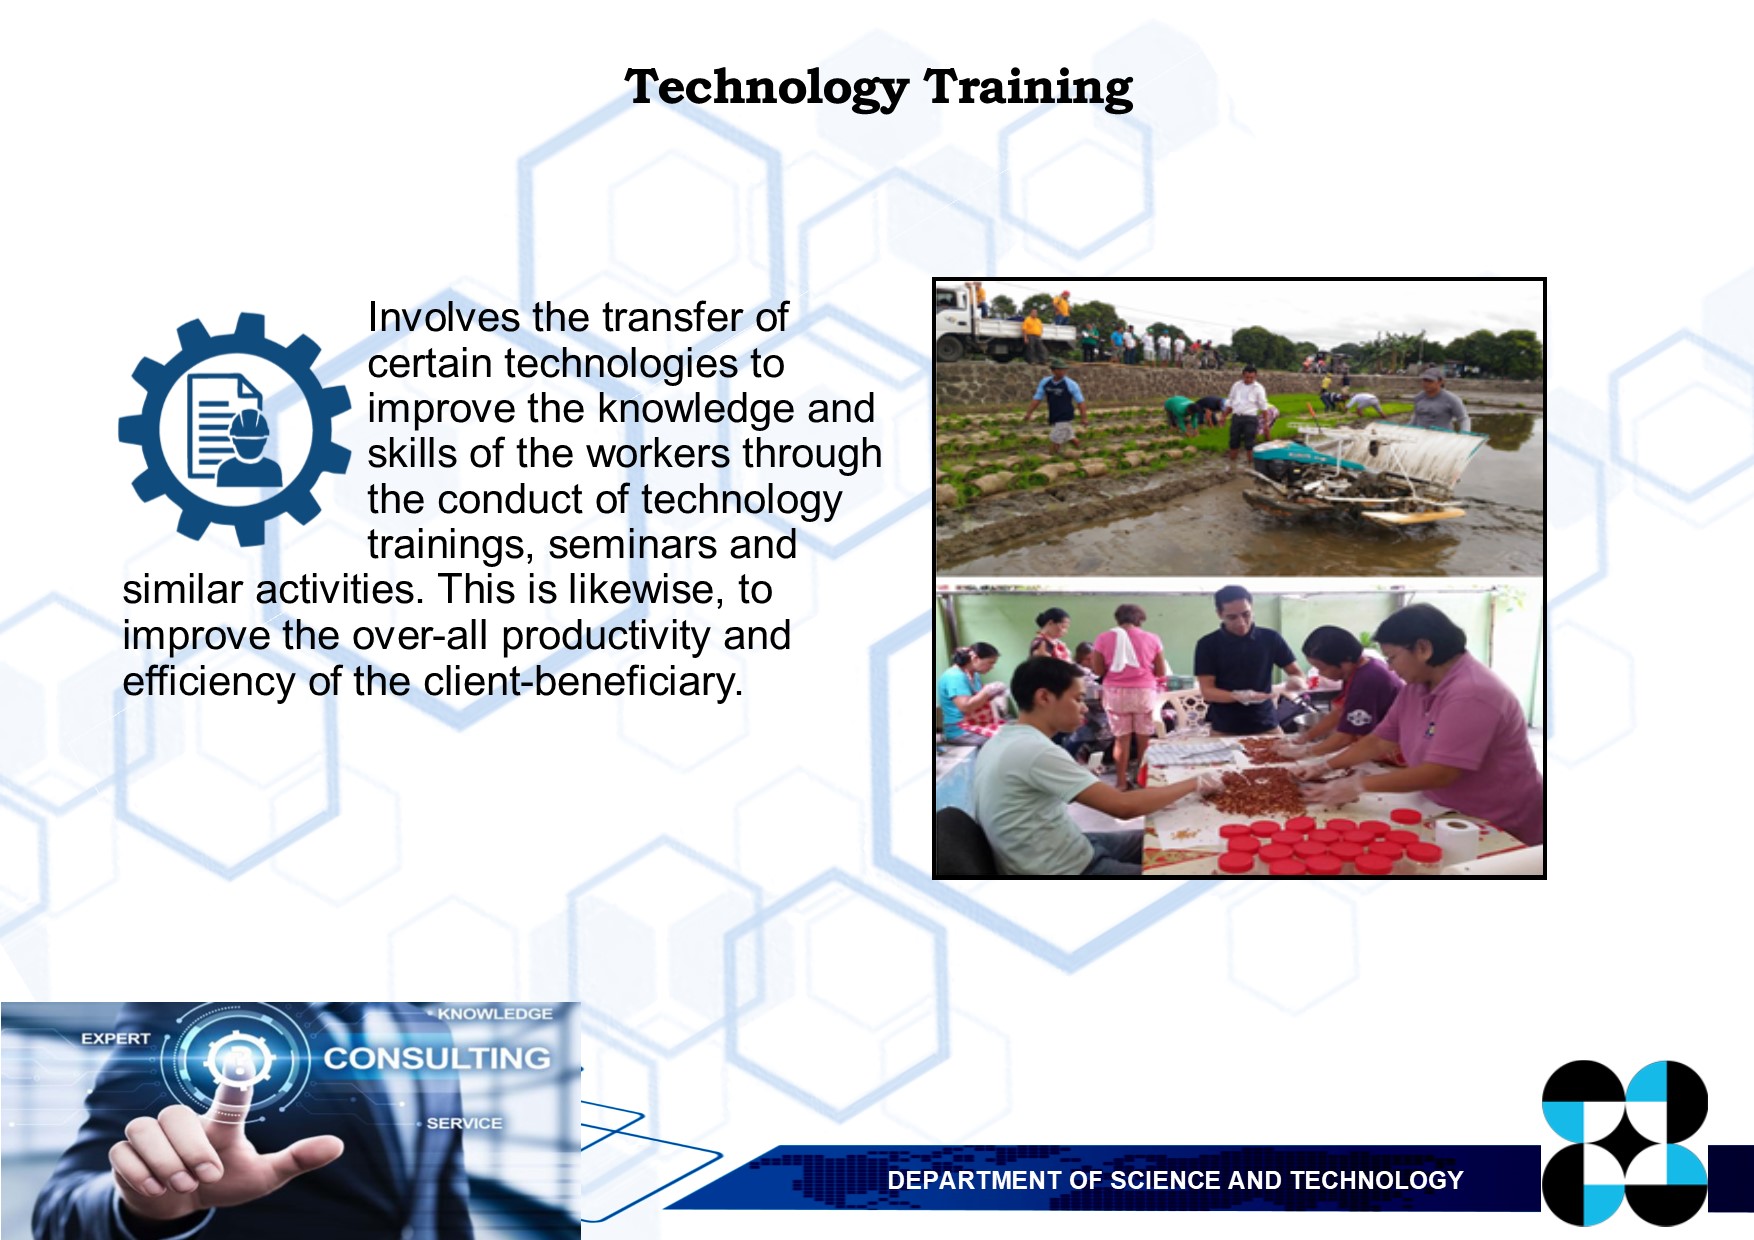 Technology Training
Involves the transfer of
certain technologies to
improve the knowledge and
skills of the workers through
the conduct of technology
trainings, seminars and
similar activities. This is likewise, to
improve the over-all productivity and
efficiency of the client-beneficiary.
KNOWLEDGE
EXPERT
CONSULTING
SERVICE
DEPARTMENT OF SCIENCE AND TECHNOLOGY